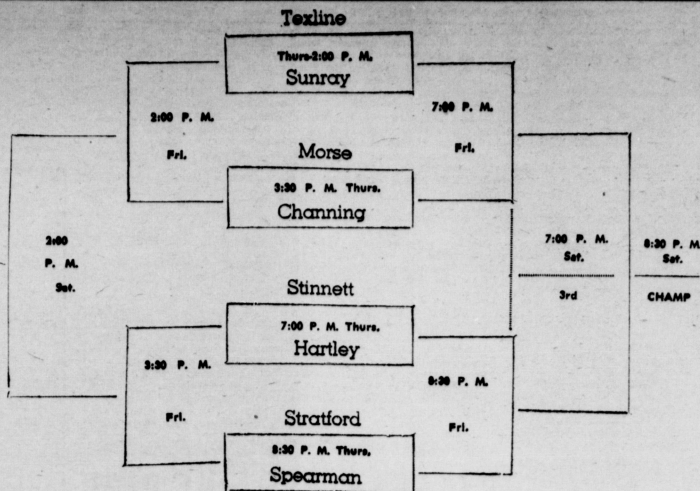 Texline
Thurs-2:00 P. M.
Sunray
2:00 P. M.
Fri.
7:00 P. M.
Fri.
Morse
3:30 P. M. Thurs.
Channing
2:00
P. M.
Sat.
7:00 P. M.
Sat.
3rd
8:30 P. M.
Sat.
CHAMP
Stinnett
7:00 P. M. Thurs.
Hartley
3:30 P. M.
Fri.
8:30 P. M.
Fri.
Stratford
8:30 P. M. Thurs.
Spearman